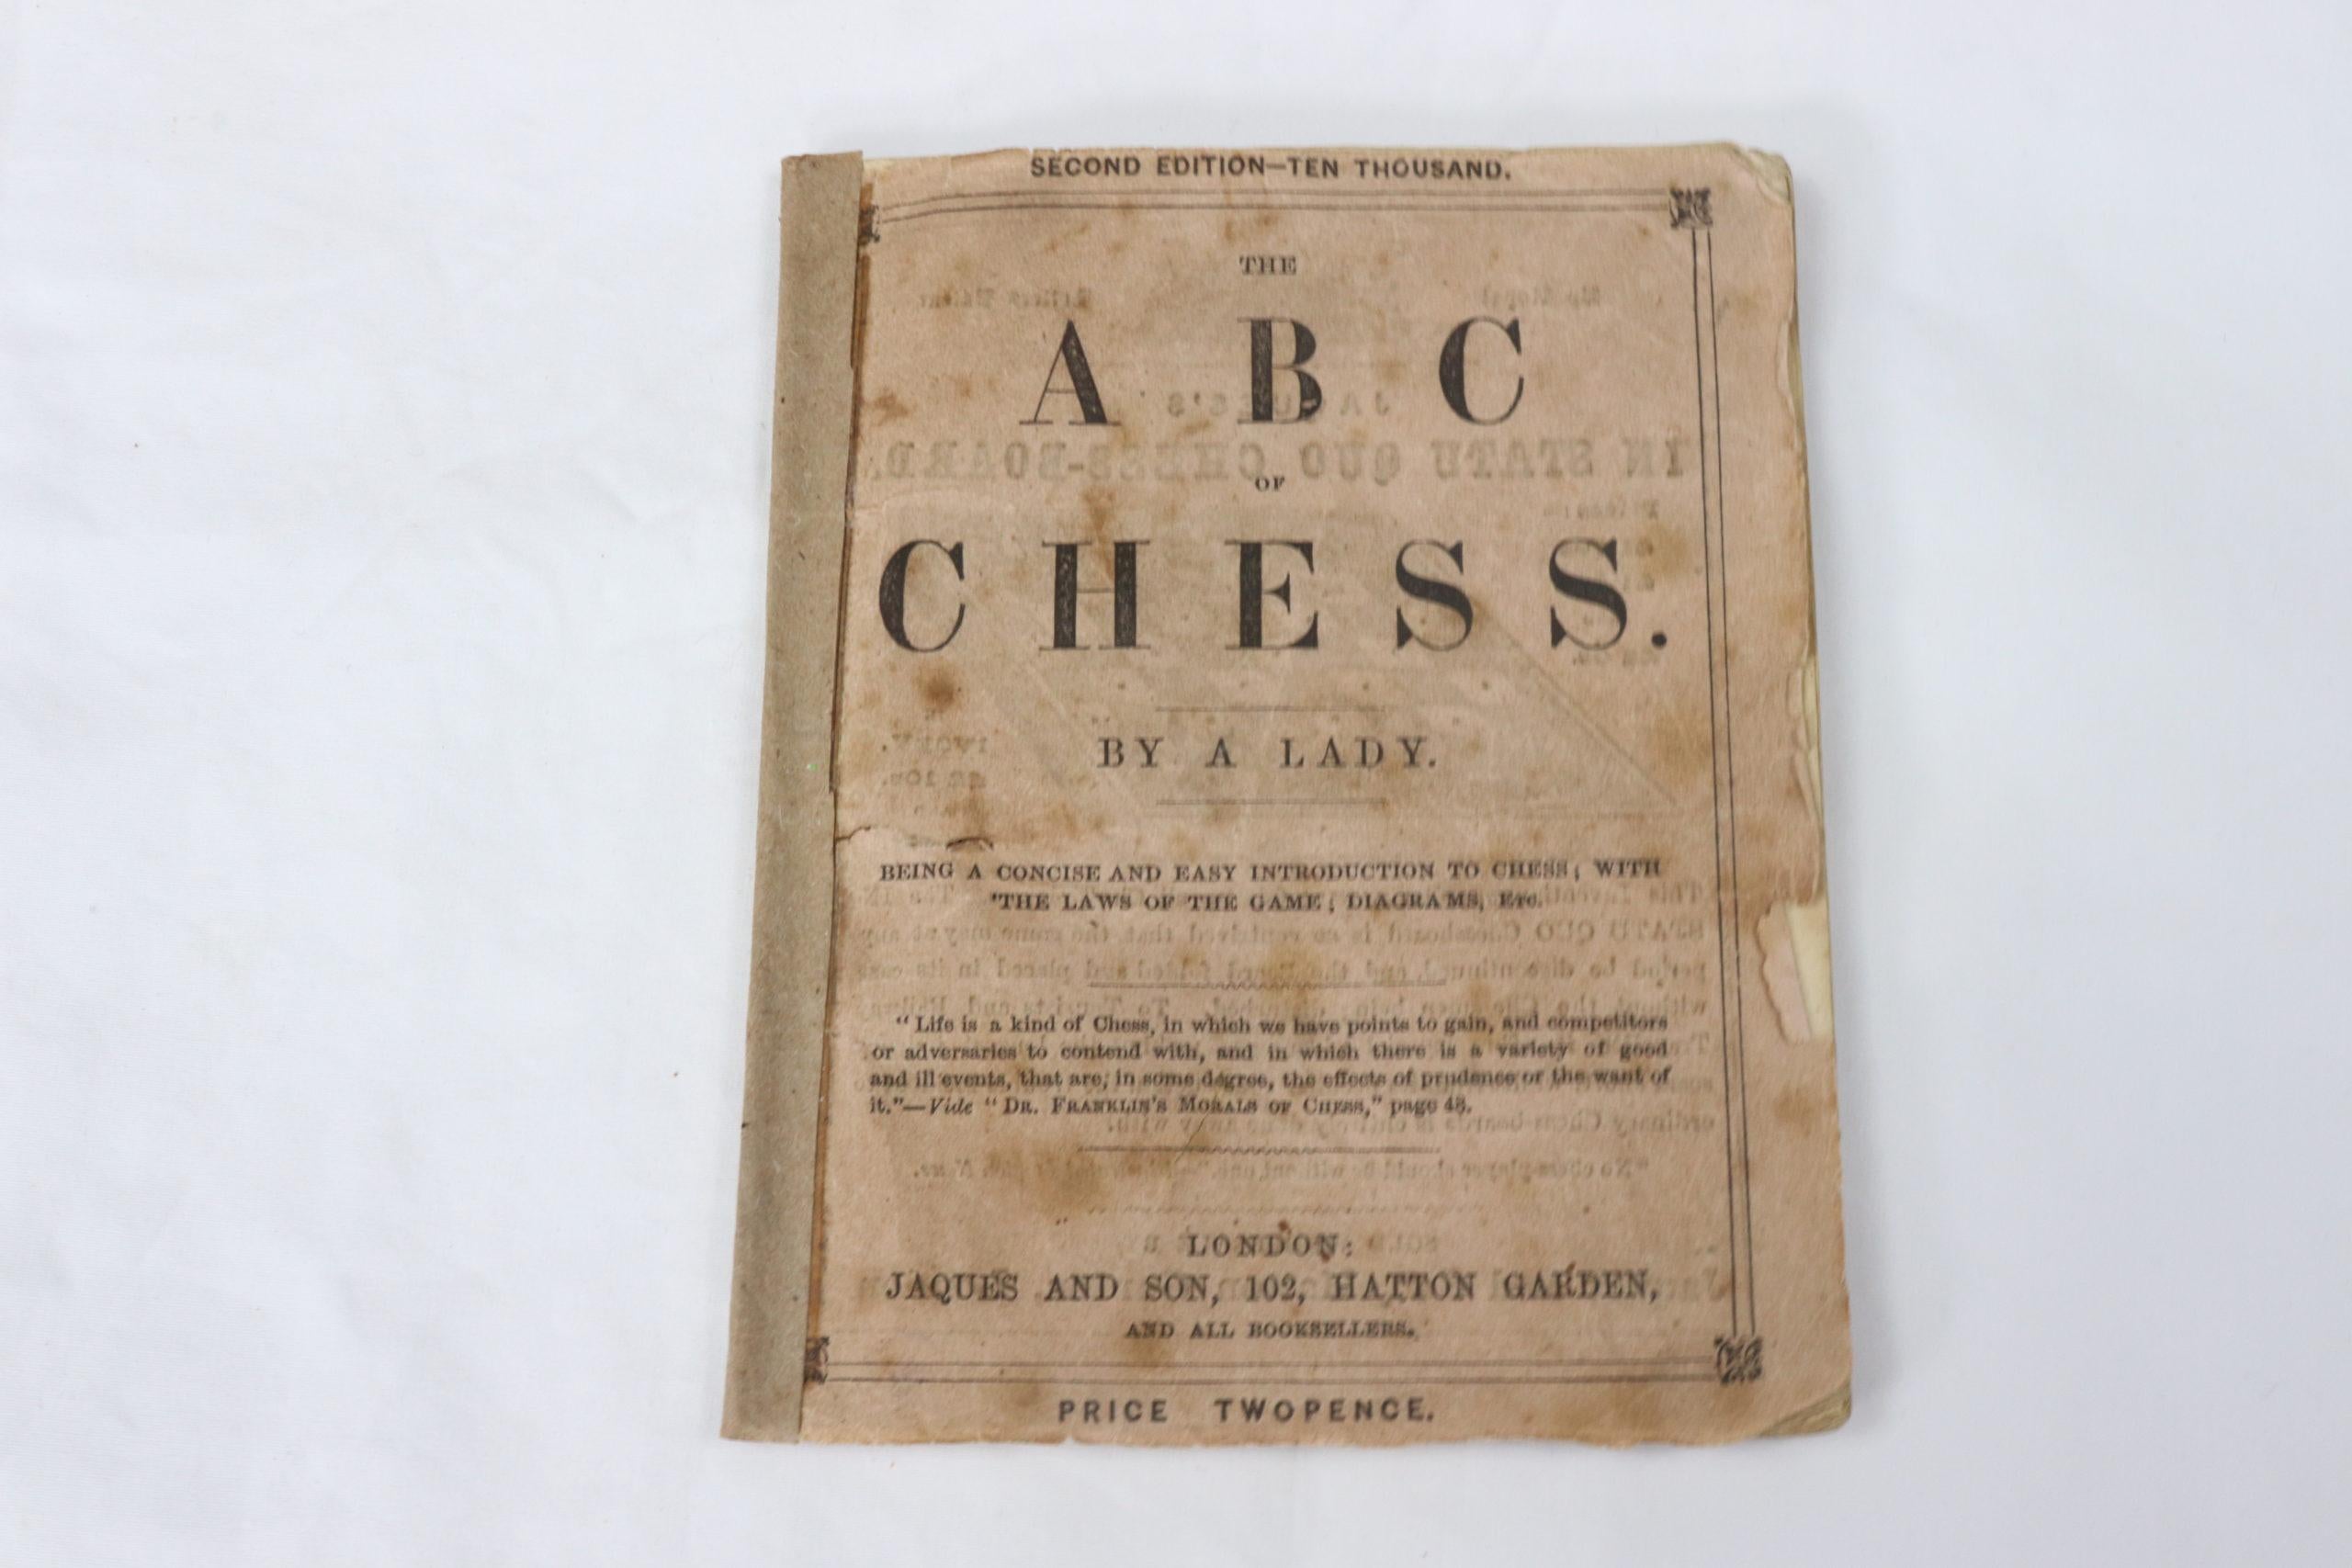 SECOND EDITION—TEN THOUSAND.
THE
A B C
OF
CHESS.
BY A LADY.
BEING A CONCISE AND EASY INTRODUCTION TO CHESS; WITH
THE LAWS OF THE GAME; DIAGRAMS, ETC.
"Life is a kind of Chess, in which we have points to gain, and competitors
or adversaries to contend with, and in which there is a variety of good
and ill events, that are, in some degree, the effects of prudence or the want of
it."—Vide "DR. FRANKLIN'S MORALS OF CHESS," page 48.
LONDON:
JAQUES AND SON, 102, HATTON GARDEN,
AND ALL BOOKSELLERS.
PRICE TWOPENCE.